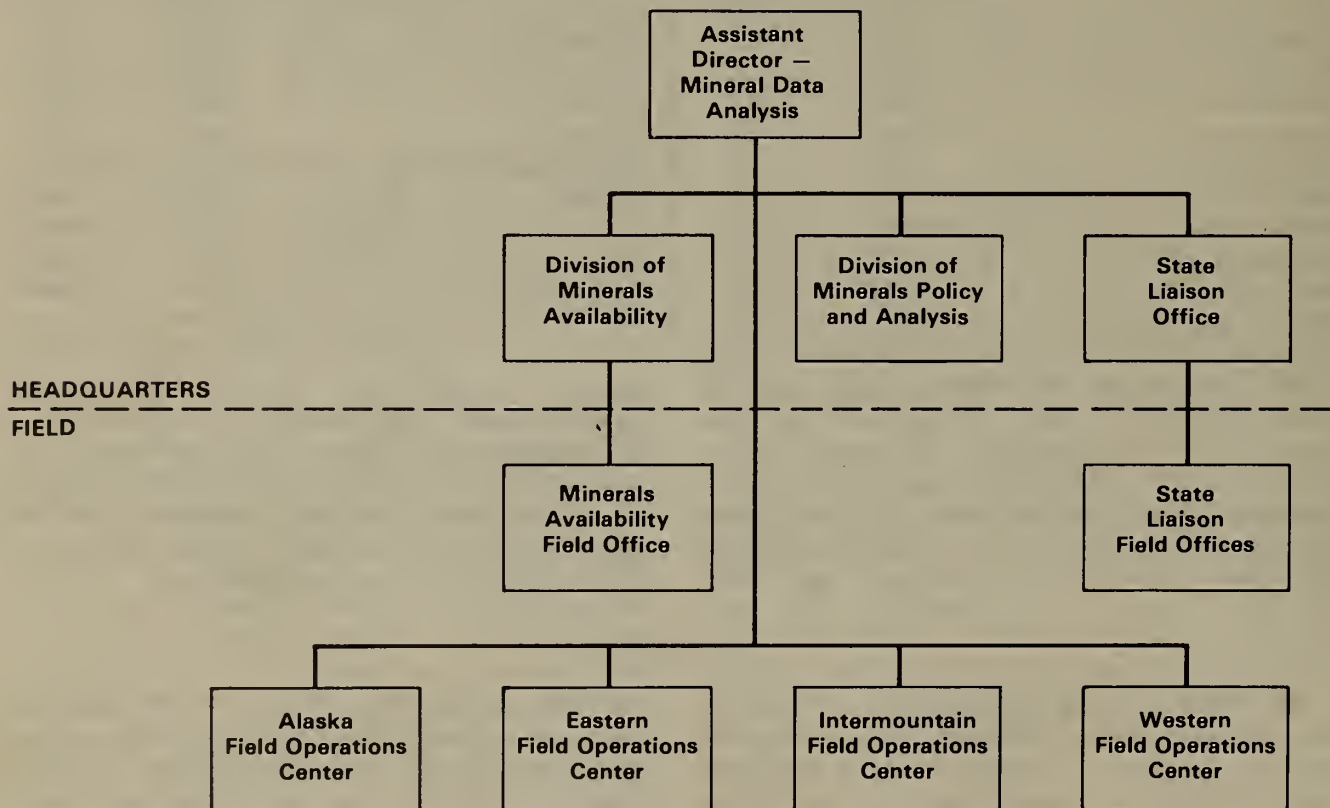 Assistant
Director —
Mineral Data
Analysis
Division of
Minerals
Availability
Division of
Minerals Policy
and Analysis
State
Liaison
Office
HEADQUARTERS
FIELD
Minerals
Availability
Field Office
State
Liaison
Field Offices
Alaska
Field Operations
Center
Eastern
Field Operations
Center
Intermountain
Field Operations
Center
Western
Field Operations
Center